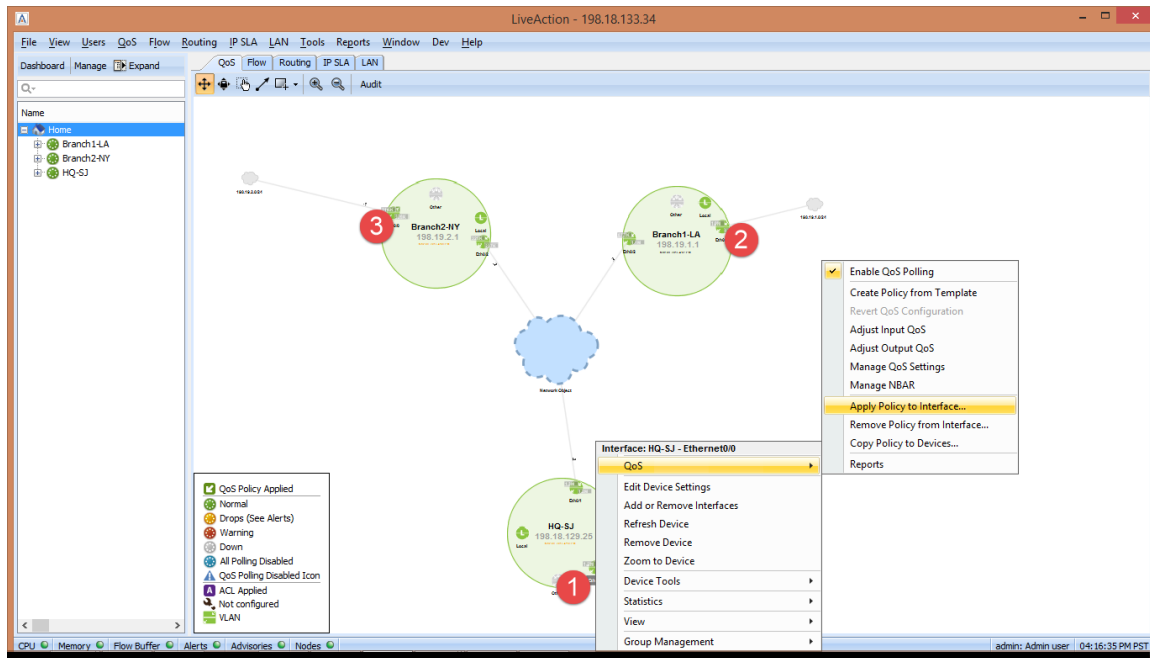 LiveAction - 198.18.133.34
File View Users QoS Flow Routing IP SLA LAN Tools Reports Window Dev Help
Dashboard Manage Expand
QoS Flow Routing IP SLA LAN
Audit
Name
Home
Branch1-LA
Branch2-NY
HQ-SJ
Other
Local
3
Branch2-NY
198.19.2.1
Other
Local
Branch1-LA
198.19.1.1
2
Network Object
Enable QoS Polling
Create Policy from Template
Revert QoS Configuration
Adjust Input QoS
Adjust Output QoS
Manage QoS Settings
Manage NBAR
Apply Policy to Interface...
Remove Policy from Interface...
Copy Policy to Devices...
Reports
Interface: HQ-SJ - Ethernet0/0
QoS
Edit Device Settings
Add or Remove Interfaces
Refresh Device
Remove Device
Zoom to Device
Device Tools
Statistics
View
Group Management
HQ-SJ
198.18.129.25
Local
1
QoS Policy Applied
Normal
Drops (See Alerts)
Warning
Down
All Polling Disabled
QoS Polling Disabled Icon
A ACL Applied
Not configured
VLAN
CPU Memory Flow Buffer Alerts Advisories Nodes
admin: Admin user 04:16:35 PM PST